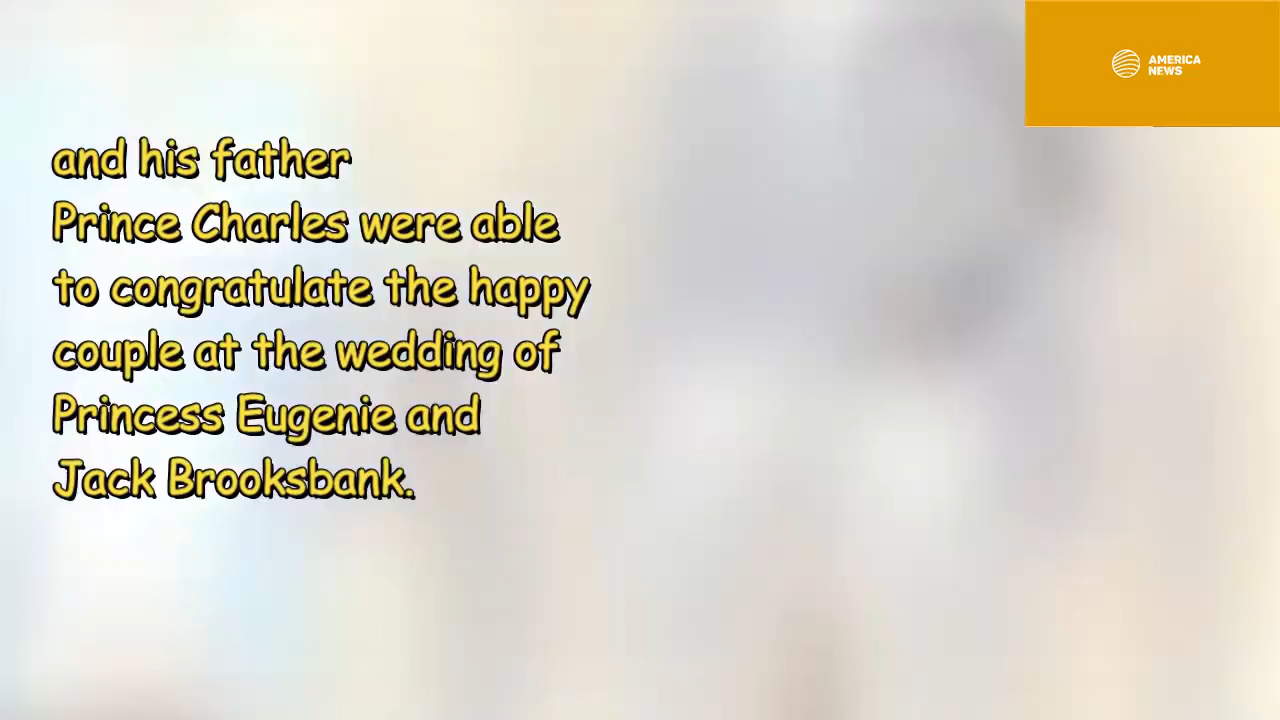 AMERICA
NEWS
and his father
Prince Charles were able
to congratulate the happy
couple at the wedding of
Princess Eugenie and
Jack Brooksbank.